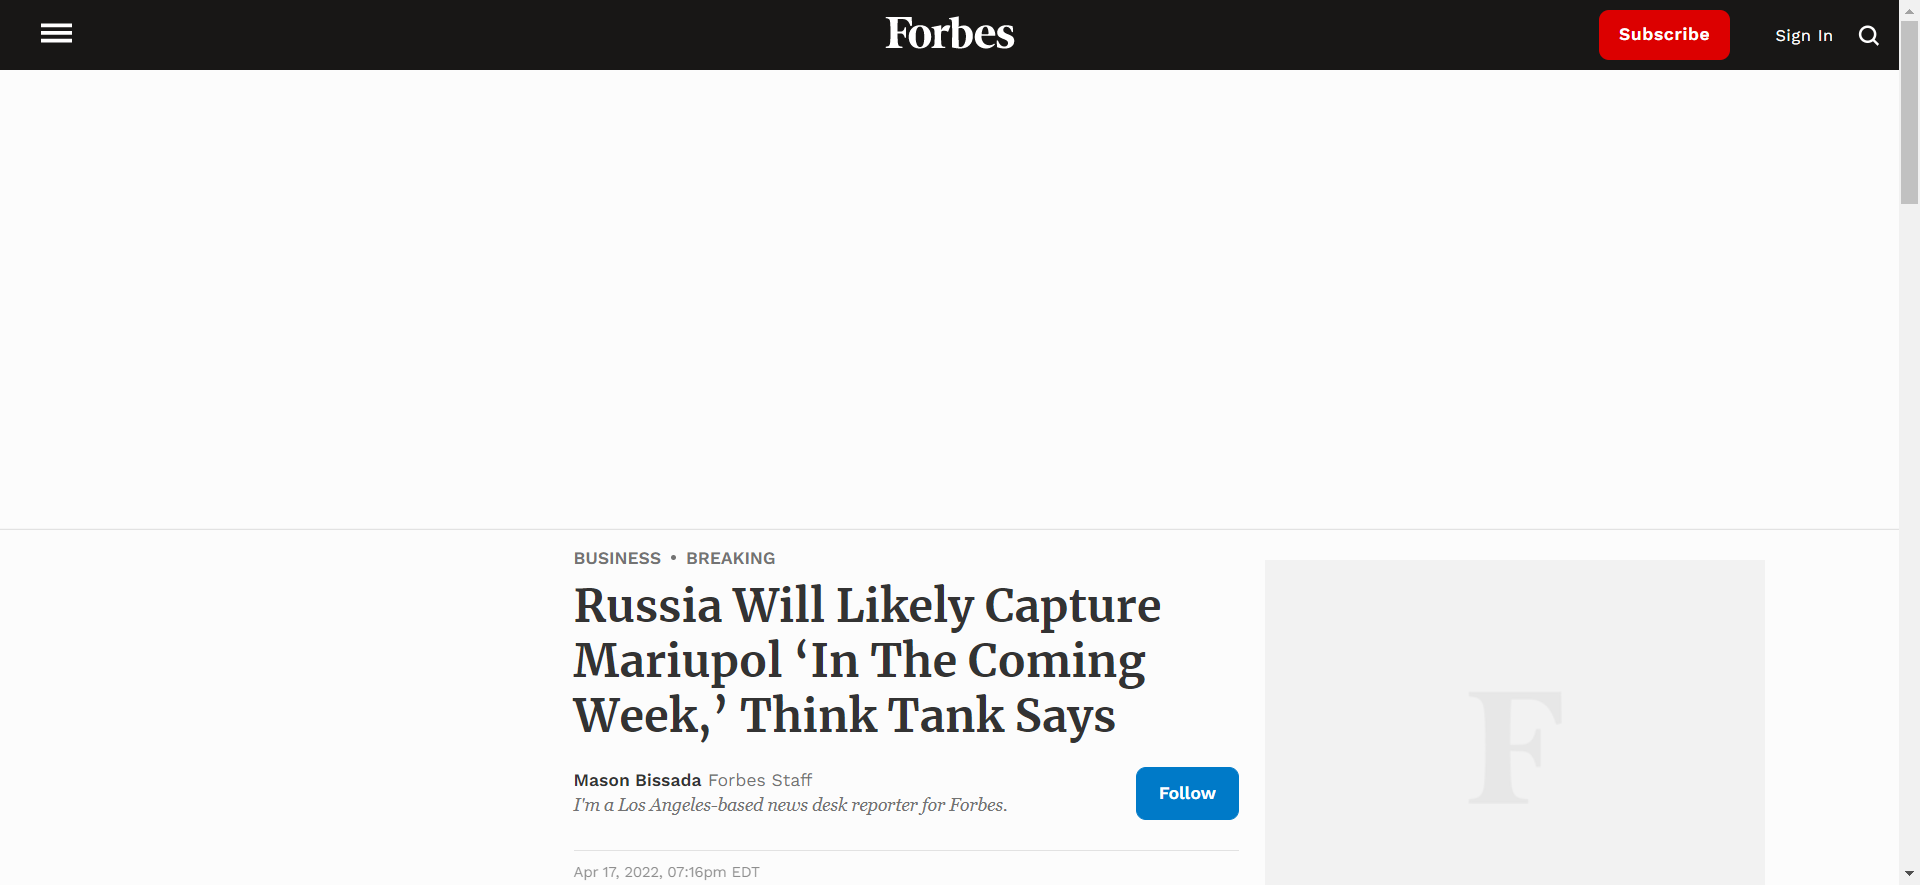 Forbes
Subscribe
Sign In
BUSINESS • BREAKING
Russia Will Likely Capture
Mariupol ‘In The Coming
Week,’ Think Tank Says
Mason Bissada Forbes Staff
I'm a Los Angeles-based news desk reporter for Forbes.
Follow
Apr 17, 2022, 07:16pm EDT
F